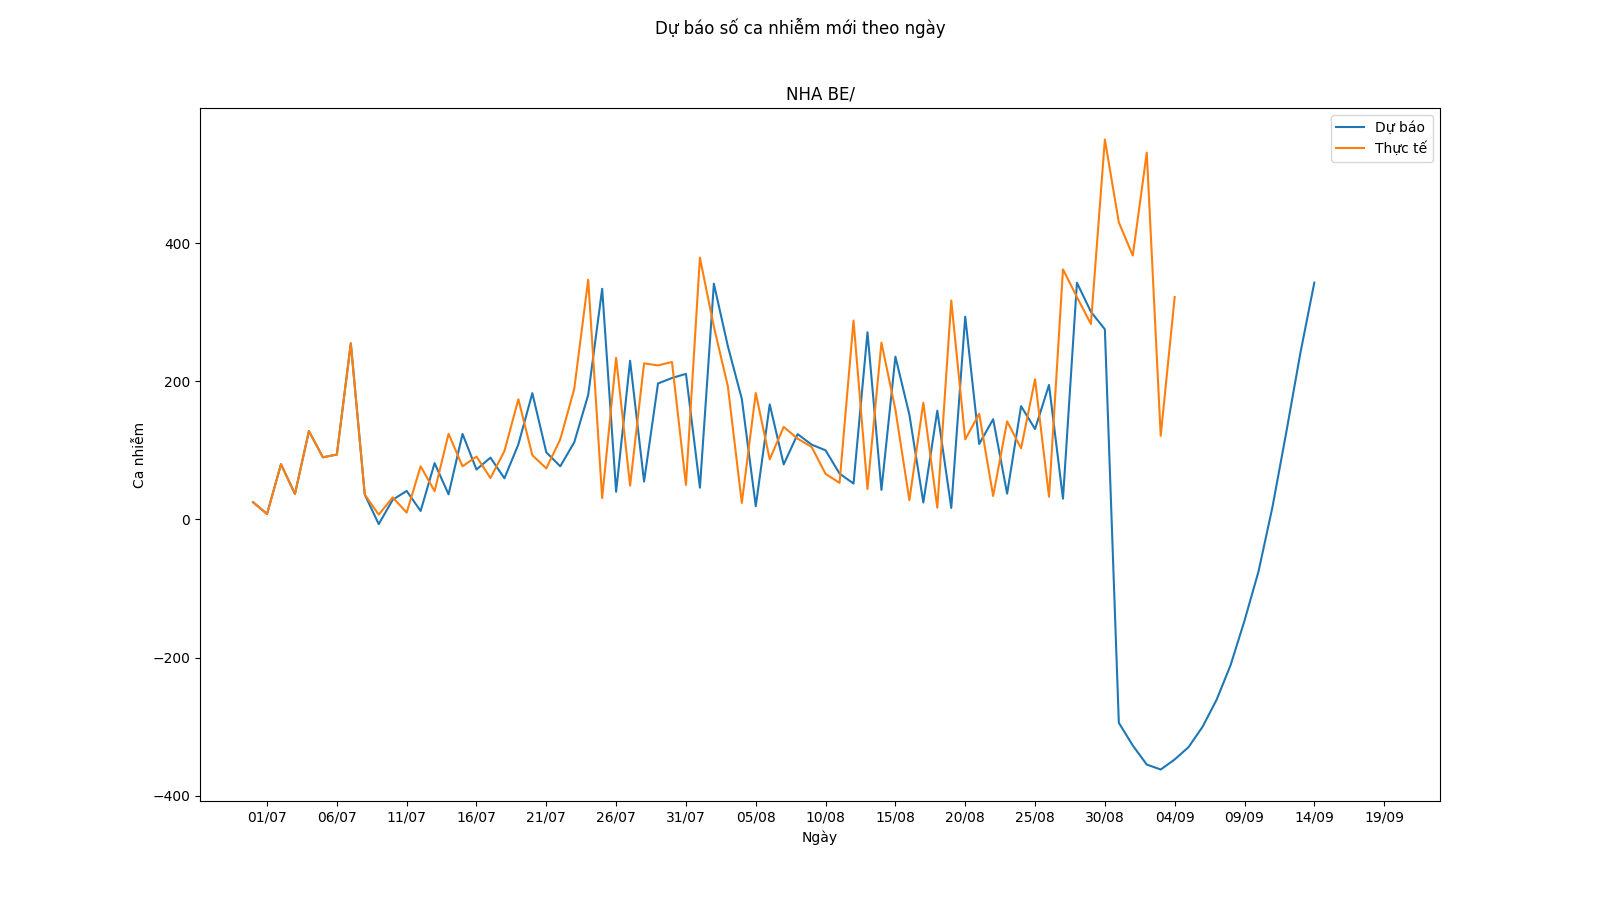 Dự báo số ca nhiễm mới theo ngày
NHA BE/
Dự báo
Thực tế
Ca nhiễm
400
200
0
−200
−400
01/07 06/07 11/07 16/07 21/07 26/07 31/07 05/08 10/08 15/08 20/08 25/08 30/08 04/09 09/09 14/09 19/09
Ngày